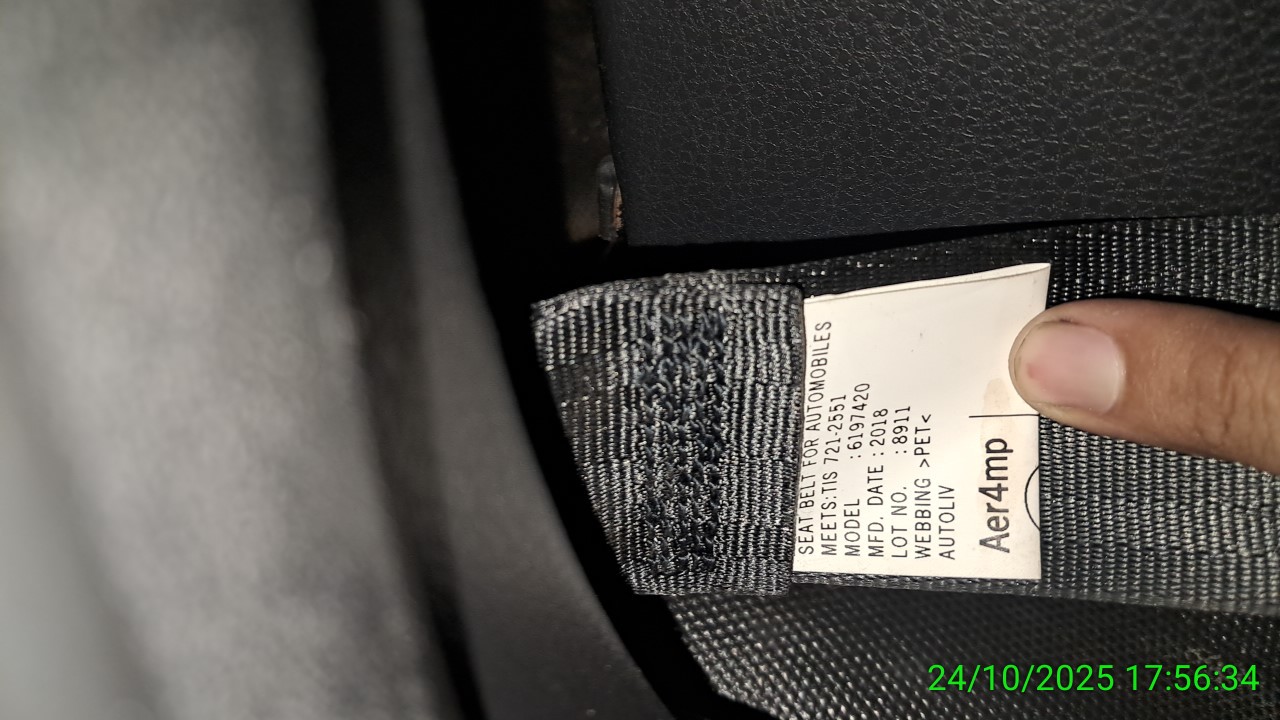 SEAT BELT FOR AUTOMOBILES
MEETS:TIS 721-2551
MODEL :6197420
MFD. DATE :2018
LOT NO. :8911
WEBBING >PET<
AUTOLIV
Aer4mp
24/10/2025 17:56:34